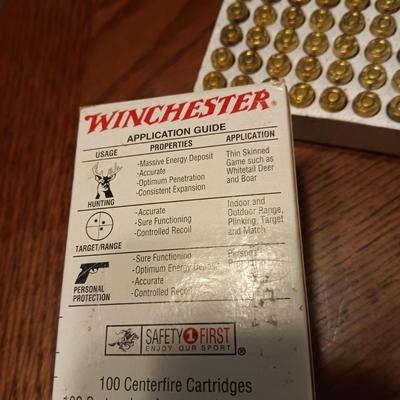 WINCHESTER®
APPLICATION GUIDE
USAGE PROPERTIES APPLICATION
HUNTING
-Massive Energy Deposit
-Accurate
-Optimum Penetration
-Consistent Expansion
Thin Skinned
Game such as
Whitetail Deer
and Boar
TARGET/RANGE
-Accurate
-Sure Functioning
-Controlled Recoil
Indoor and
Outdoor Range,
Plinking, Target
and Match
PERSONAL
PROTECTION
-Sure Functioning
-Optimum Energy Deposit
-Accurate
-Controlled Recoil
SAFETY 1 FIRST
ENJOY OUR SPORT ®
100 Centerfire Cartridges